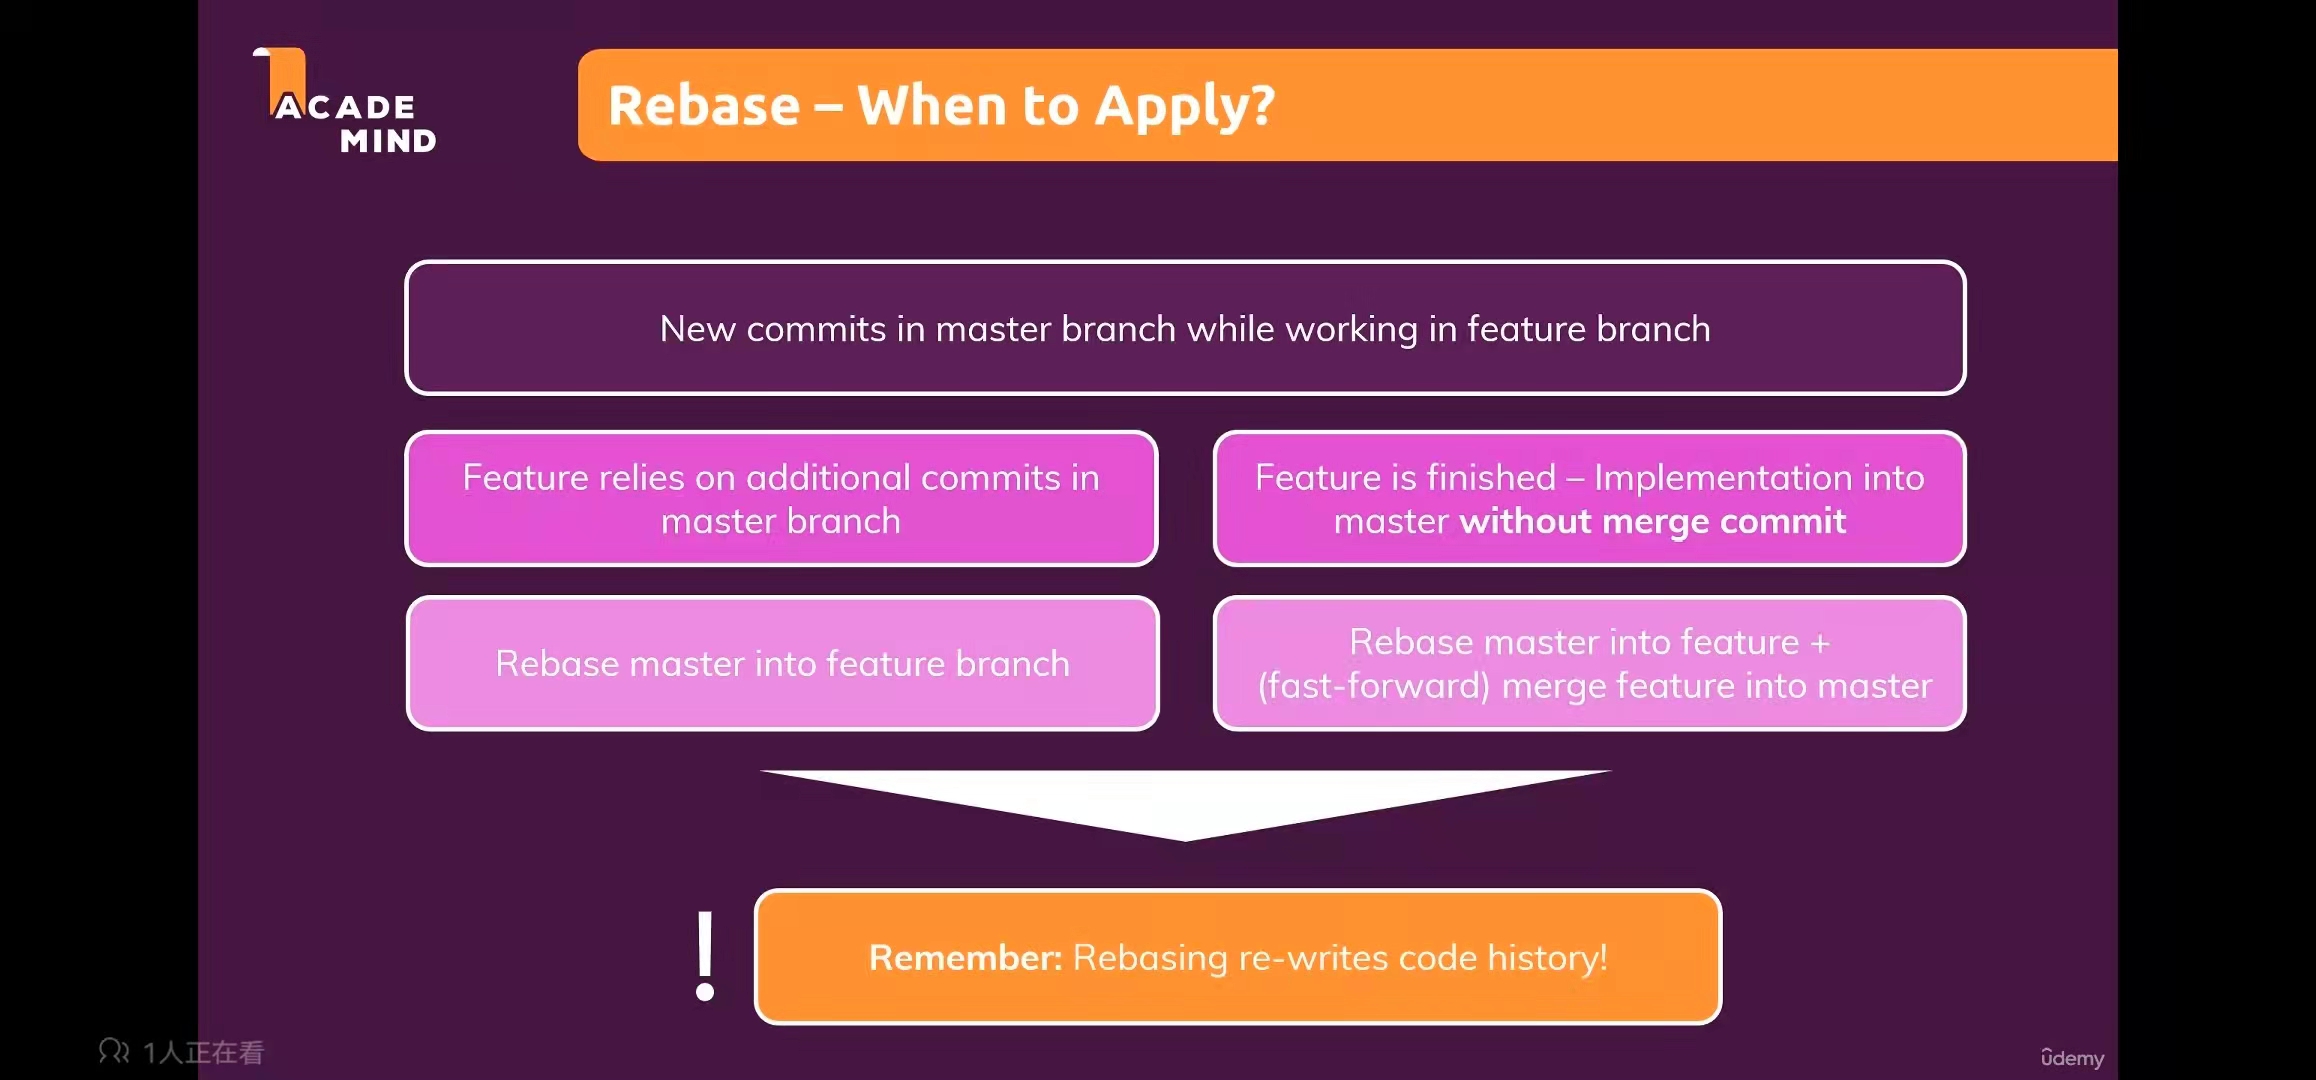 ACADE
MIND
Rebase – When to Apply?
New commits in master branch while working in feature branch
Feature relies on additional commits in
master branch
Feature is finished – Implementation into
master without merge commit
Rebase master into feature branch
Rebase master into feature +
(fast-forward) merge feature into master
!
Remember: Rebasing re-writes code history!
1人正在看
ûdemy